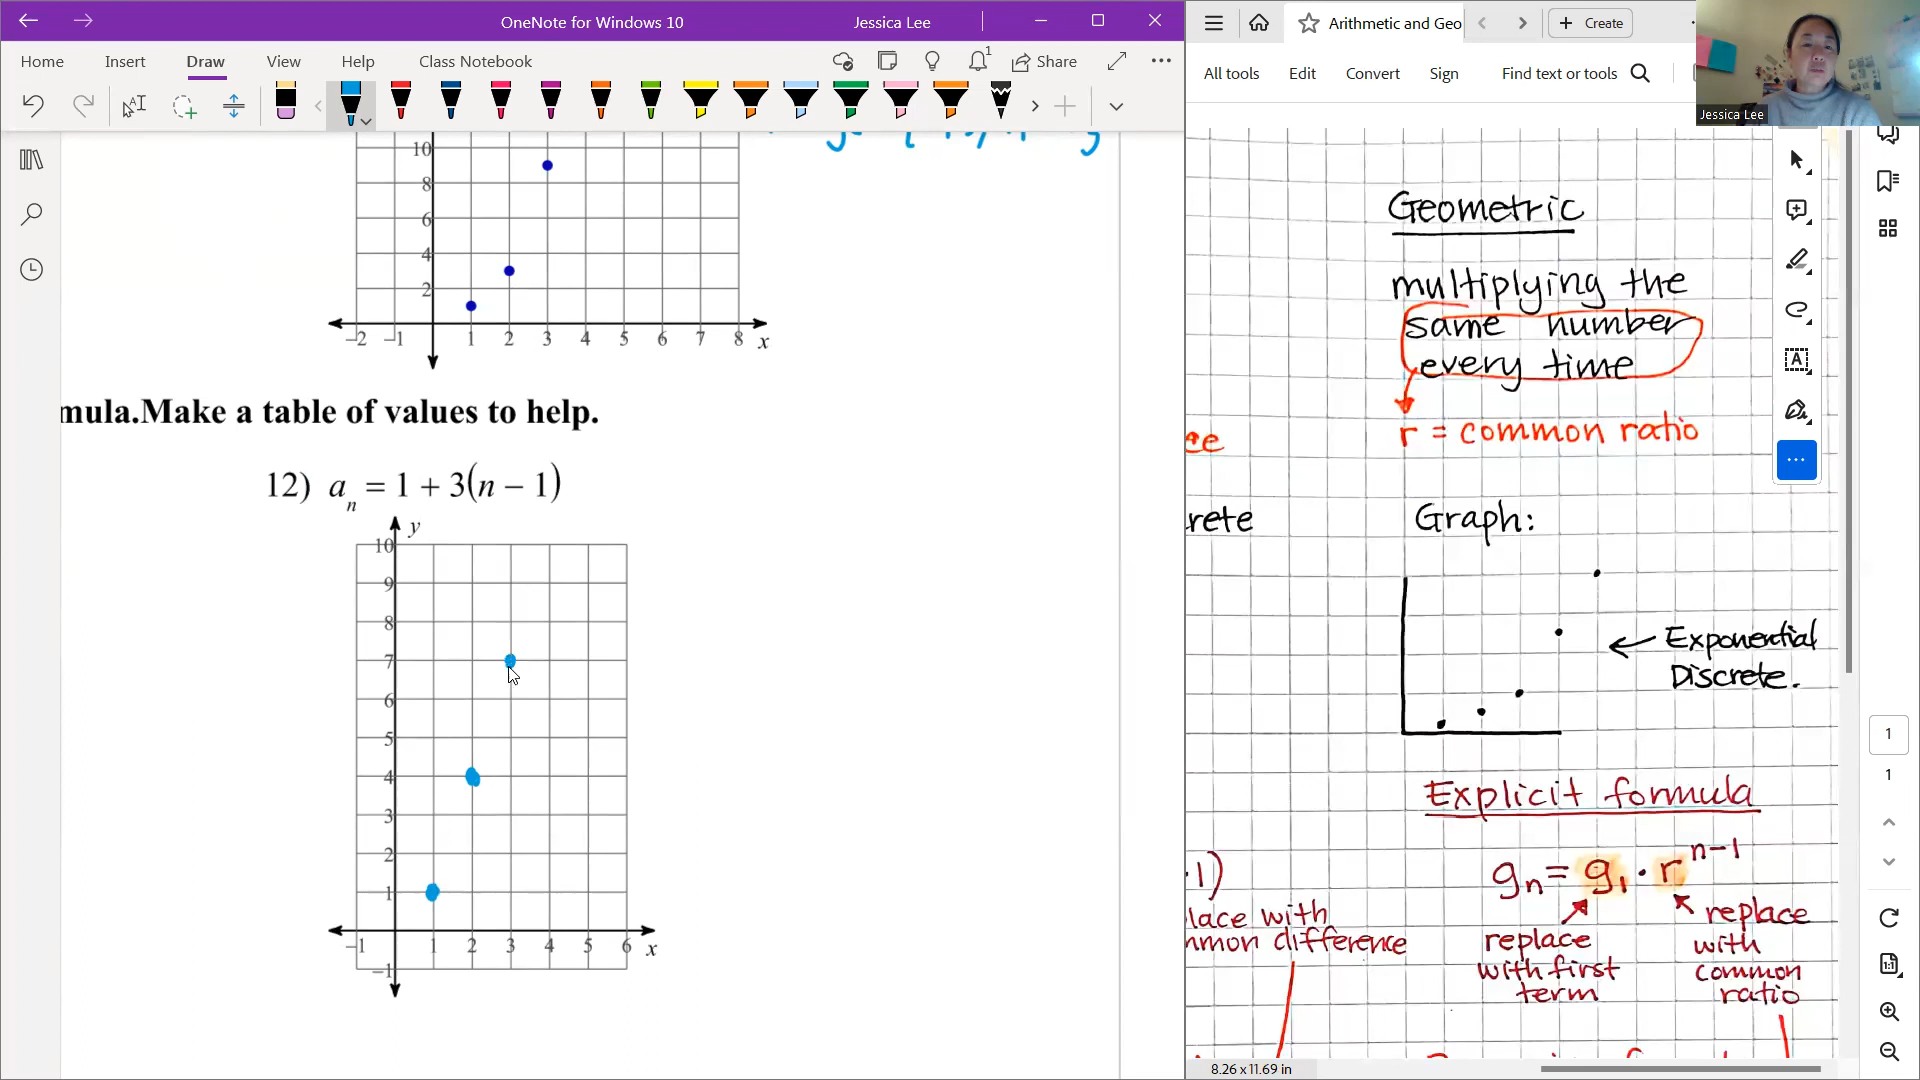 OneNote for Windows 10
Jessica Lee
Home Insert Draw View Help Class Notebook
1
Share
10
8
6
4
2
−2 −1 1 2 3 4 5 6 7 8 x
mula.Make a table of values to help.
12) aₙ = 1 + 3(n − 1)
y
10
9
8
7
6
5
4
3
2
1
−1 1 2 3 4 5 6 x
−1
Arithmetic and Geo
Create
All tools Edit Convert Sign Find text or tools
Jessica Lee
Geometric
multiplying the
same number
every time
r = common ratio
ce
rete
Graph:
Exponential
Discrete.
Explicit formula
gₙ = g₁ · rⁿ⁻¹
·1)
lace with
mmon difference
replace
with first
term
replace
with
common
ratio
1
1
8.26 x 11.69 in